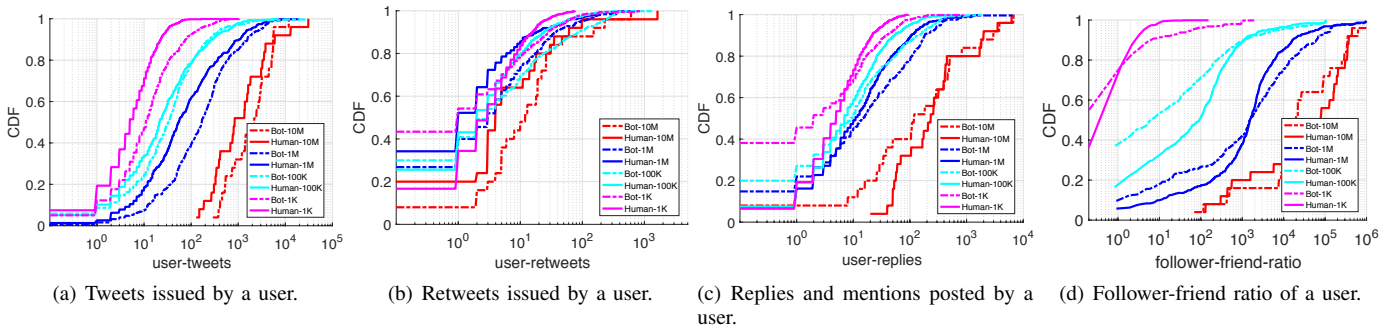 CDF
1
0.8
0.6
0.4
0.2
0
Bot-10M
Human-10M
Bot-1M
Human-1M
Bot-100K
Human-100K
Bot-1K
Human-1K
10^0 10^1 10^2 10^3 10^4 10^5
user-tweets
(a) Tweets issued by a user.
CDF
1
0.8
0.6
0.4
0.2
0
Bot-10M
Human-10M
Bot-1M
Human-1M
Bot-100K
Human-100K
Bot-1K
Human-1K
10^0 10^1 10^2 10^3
user-retweets
(b) Retweets issued by a user.
CDF
1
0.8
0.6
0.4
0.2
0
Bot-10M
Human-10M
Bot-1M
Human-1M
Bot-100K
Human-100K
Bot-1K
Human-1K
10^0 10^1 10^2 10^3 10^4
user-replies
(c) Replies and mentions posted by a
user.
CDF
1
0.8
0.6
0.4
0.2
0
Bot-10M
Human-10M
Bot-1M
Human-1M
Bot-100K
Human-100K
Bot-1K
Human-1K
10^0 10^1 10^2 10^3 10^4 10^5 10^6
follower-friend-ratio
(d) Follower-friend ratio of a user.